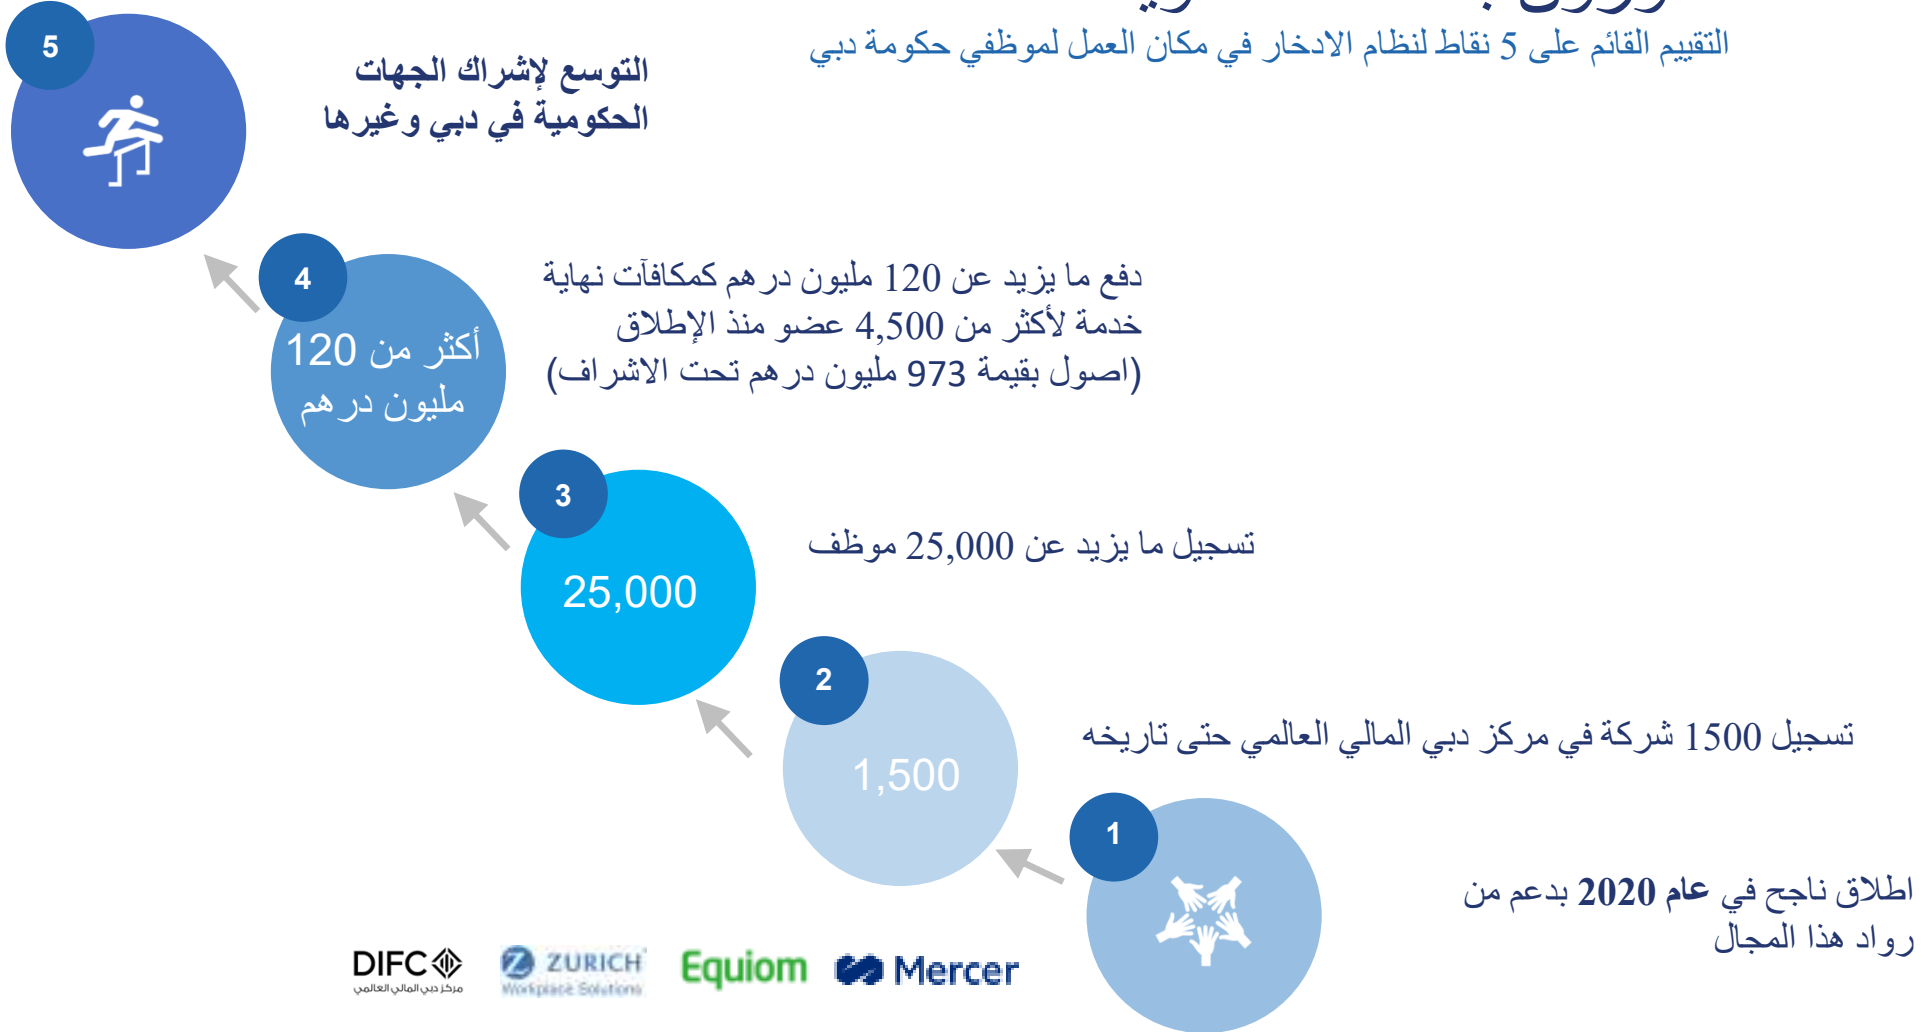 التقييم القائم على 5 نقاط لنظام الادخار في مكان العمل لموظفي حكومة دبي
5
التوسع لإشراك الجهات
الحكومية في دبي وغيرها
4
أكثر من 120
مليون درهم
دفع ما يزيد عن 120 مليون درهم كمكافآت نهاية
خدمة لأكثر من 4,500 عضو منذ الإطلاق
(اصول بقيمة 973 مليون درهم تحت الاشراف)
3
25,000
تسجيل ما يزيد عن 25,000 موظف
2
1,500
تسجيل 1500 شركة في مركز دبي المالي العالمي حتى تاريخه
1
اطلاق ناجح في عام 2020 بدعم من
رواد هذا المجال
DIFC
مركز دبي المالي العالمي
ZURICH
Workplace Solutions
Equiom
Mercer